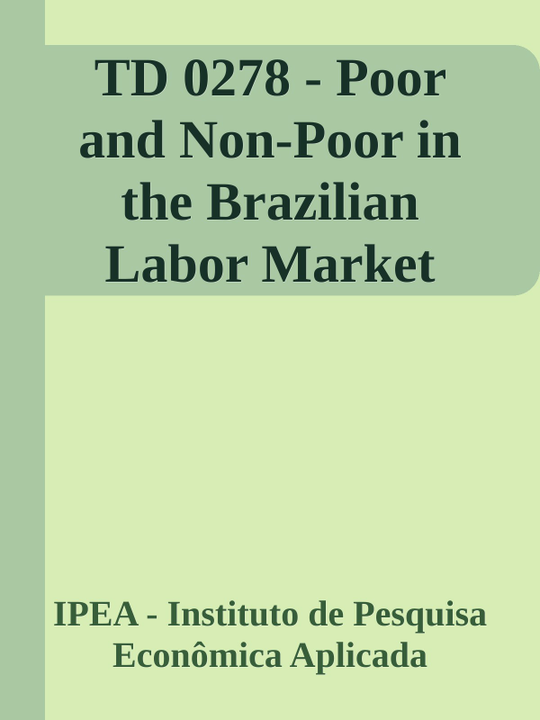 TD 0278 - Poor
and Non-Poor in
the Brazilian
Labor Market
IPEA - Instituto de Pesquisa
Econômica Aplicada